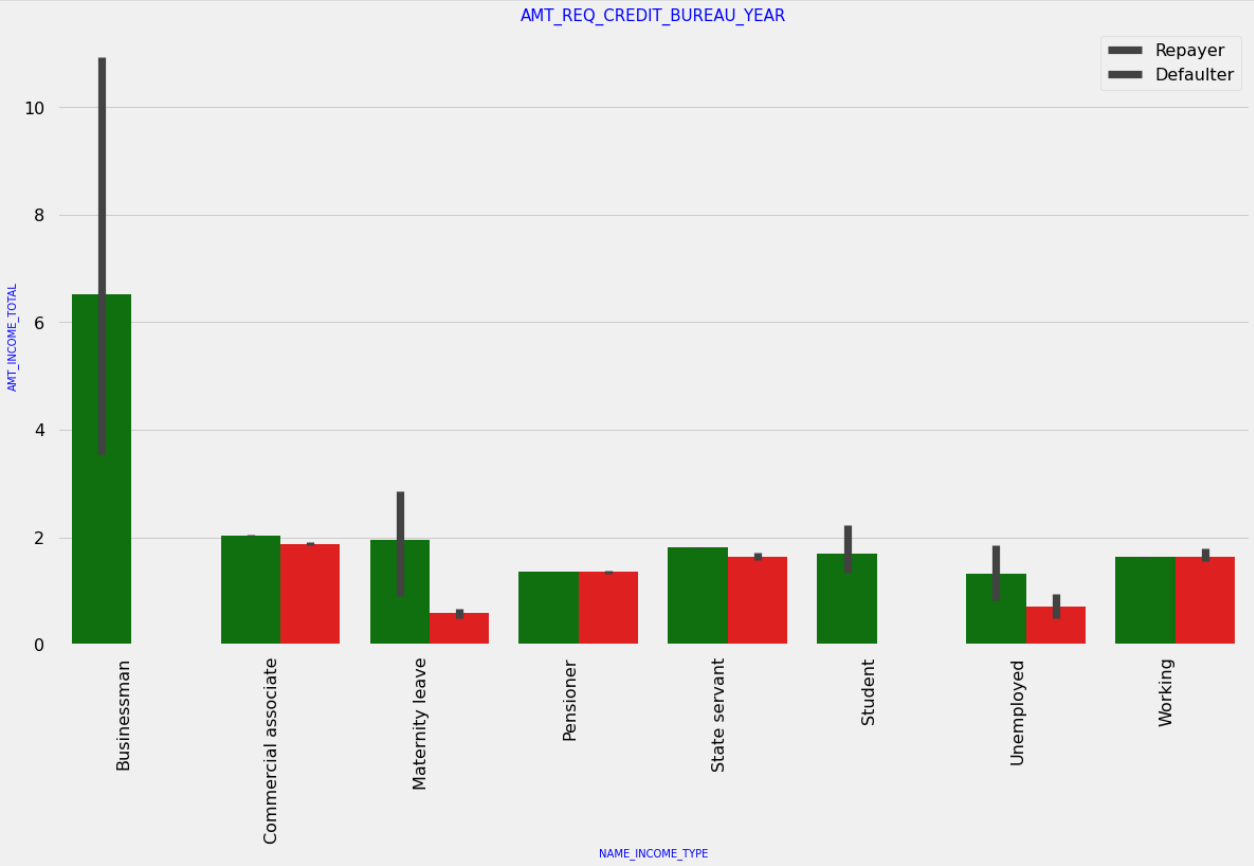 AMT_REQ_CREDIT_BUREAU_YEAR
Repayer
Defaulter
10
8
6
4
2
0
AMT_INCOME_TOTAL
Businessman
Commercial associate
Maternity leave
Pensioner
State servant
Student
Unemployed
Working
NAME_INCOME_TYPE